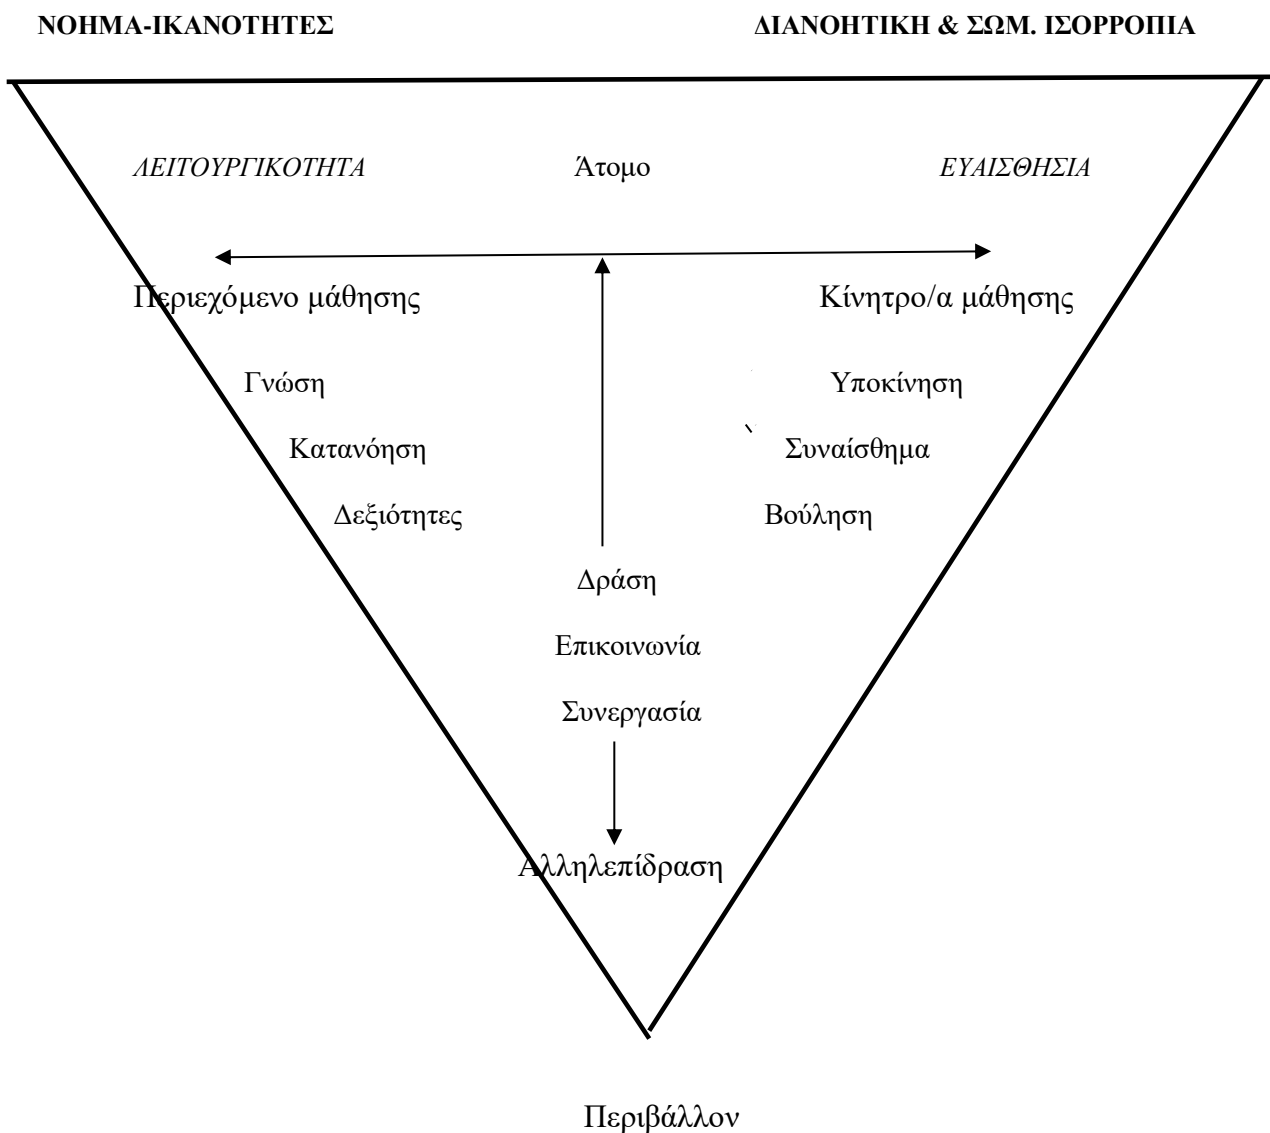 ΝΟΗΜΑ-ΙΚΑΝΟΤΗΤΕΣ ΔΙΑΝΟΗΤΙΚΗ & ΣΩΜ. ΙΣΟΡΡΟΠΙΑ
ΛΕΙΤΟΥΡΓΙΚΟΤΗΤΑ Άτομο ΕΥΑΙΣΘΗΣΙΑ
Περιεχόμενο μάθησης Κίνητρο/α μάθησης
Γνώση Υποκίνηση
Κατανόηση Συναίσθημα
Δεξιότητες Βούληση
Δράση
Επικοινωνία
Συνεργασία
Αλληλεπίδραση
Περιβάλλον